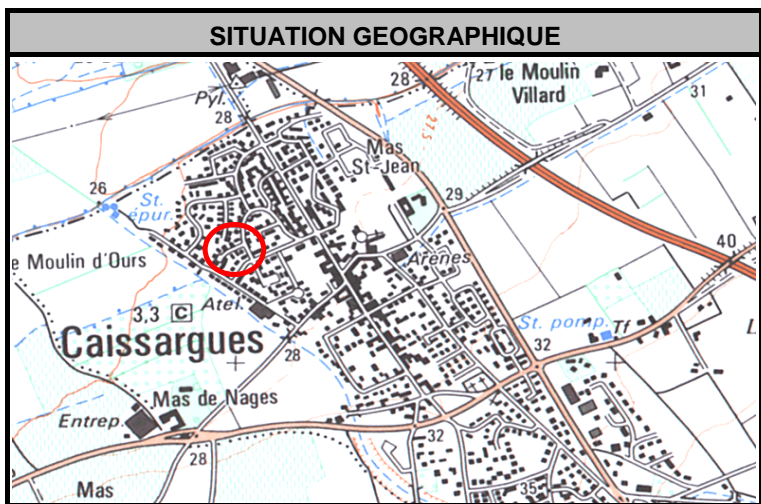 SITUATION GEOGRAPHIQUE
28
27 le Moulin
Villard
31
Pyl.
28
27,5
Mas
St-Jean
26
St.
épur.
29
e Moulin d'Ours
Arènes
40
Atel.
3.3 C
St. pomp.
Tf
L
Caissargues
28
32
Mas de Nages
Entrep.
32
28
35
Mas